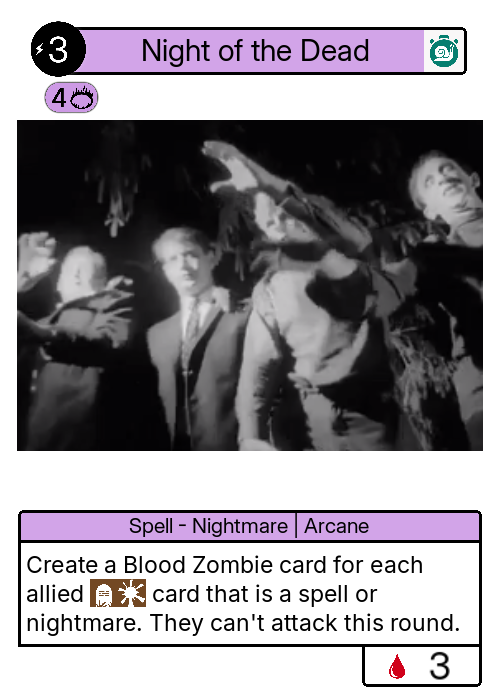 3
Night of the Dead
4
Spell - Nightmare | Arcane
Create a Blood Zombie card for each
allied card that is a spell or
nightmare. They can't attack this round.
3